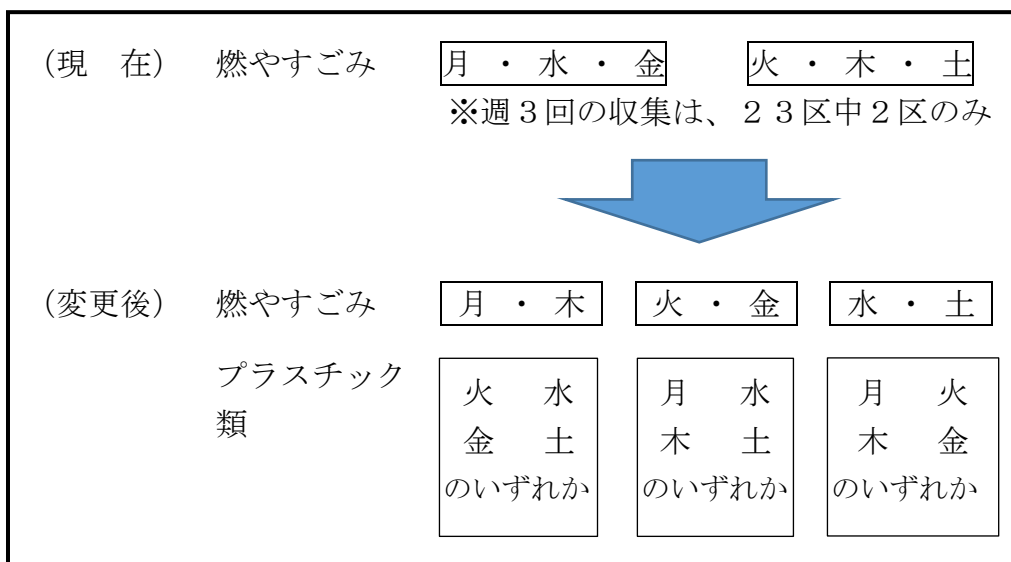 (現　在)　燃やすごみ　月 ・ 水 ・ 金　火 ・ 木 ・ 土
※週３回の収集は、２３区中２区のみ
(変更後)　燃やすごみ　月 ・ 木　火 ・ 金　水 ・ 土
プラスチック
類
火　水
金　土
のいずれか
月　水
木　土
のいずれか
月　火
木　金
のいずれか